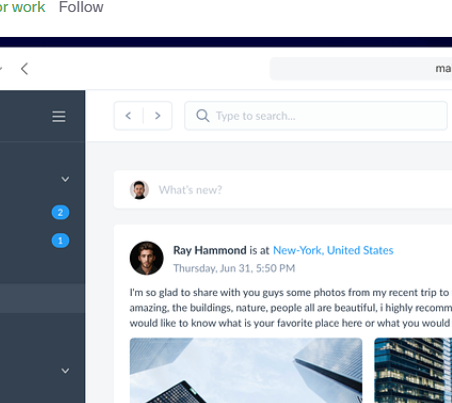 or work Follow
ma
Type to search...
2
What's new?
1
Ray Hammond is at New-York, United States
Thursday, Jun 31, 5:50 PM
I'm so glad to share with you guys some photos from my recent trip to
amazing, the buildings, nature, people all are beautiful, i highly recomm
would like to know what is your favorite place here or what you would